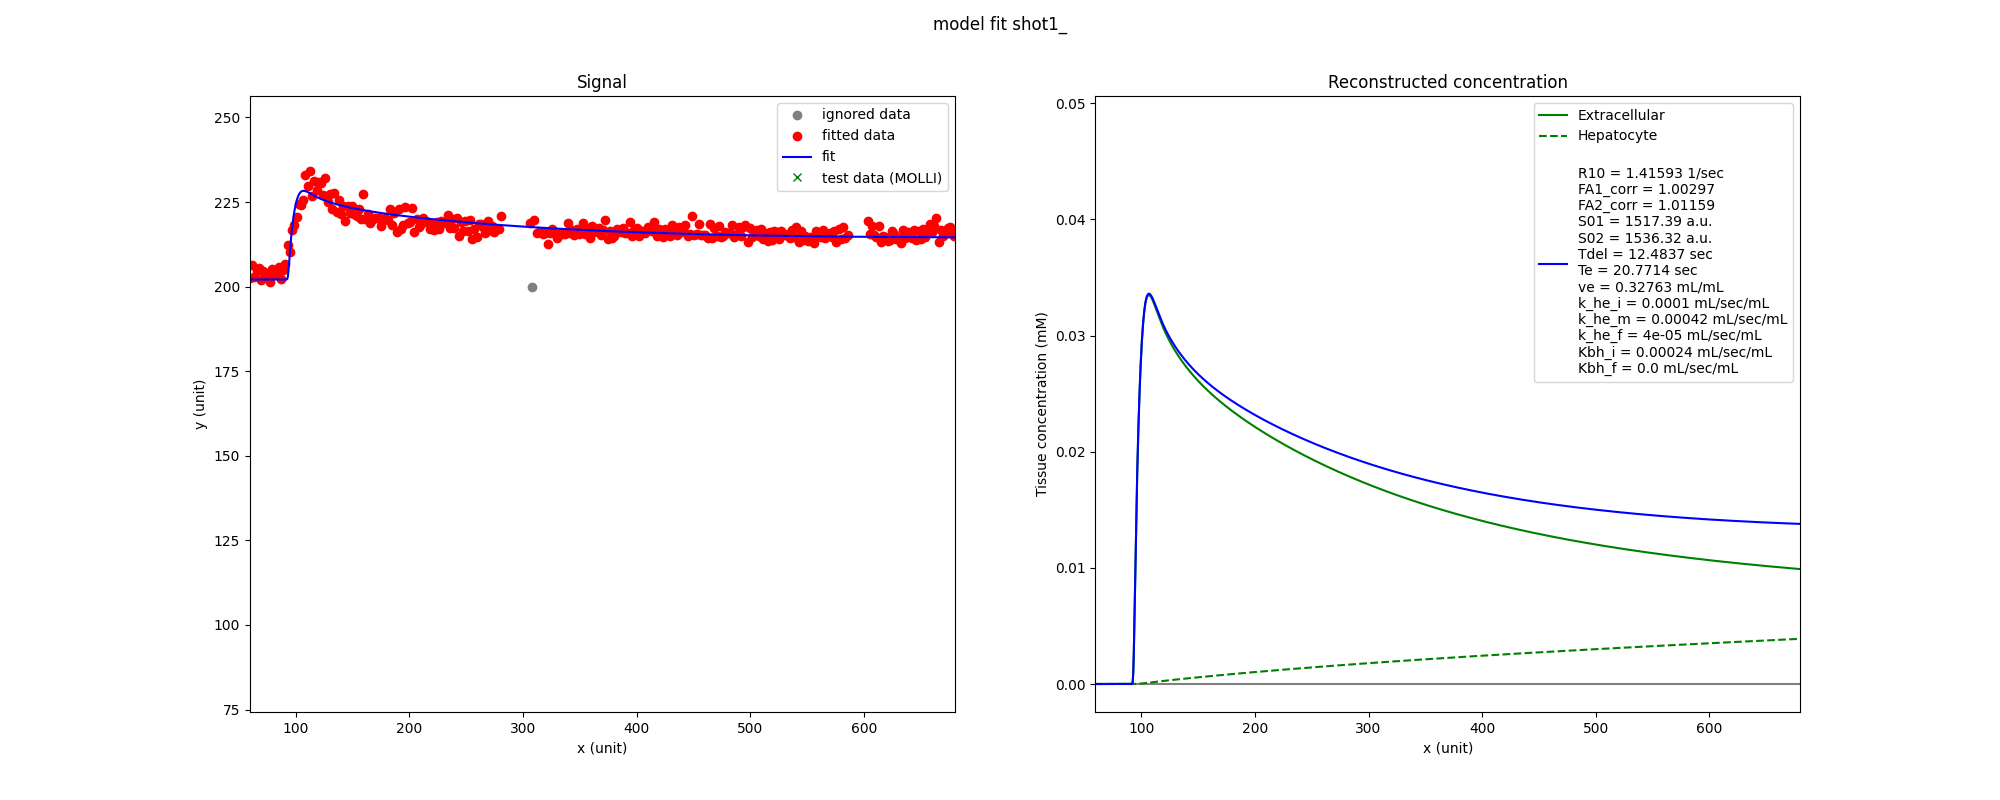 model fit shot1_
Signal
250
225
200
175
150
125
100
75
y (unit)
100 200 300 400 500 600
x (unit)
ignored data
fitted data
fit
test data (MOLLI)
Reconstructed concentration
0.05
0.04
0.03
0.02
0.01
0.00
Tissue concentration (mM)
100 200 300 400 500 600
x (unit)
Extracellular
Hepatocyte
R10 = 1.41593 1/sec
FA1_corr = 1.00297
FA2_corr = 1.01159
S01 = 1517.39 a.u.
S02 = 1536.32 a.u.
Tdel = 12.4837 sec
Te = 20.7714 sec
ve = 0.32763 mL/mL
k_he_i = 0.0001 mL/sec/mL
k_he_m = 0.00042 mL/sec/mL
k_he_f = 4e-05 mL/sec/mL
Kbh_i = 0.00024 mL/sec/mL
Kbh_f = 0.0 mL/sec/mL